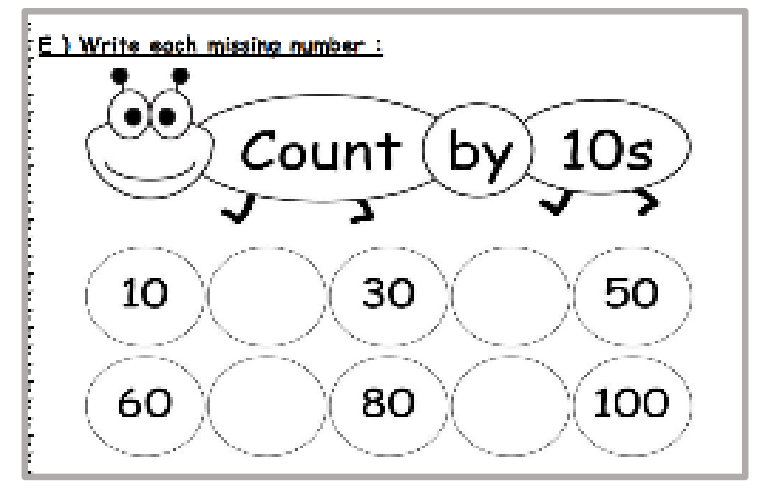 E ) Write each missing number :
Count by 10s
10 30 50
60 80 100